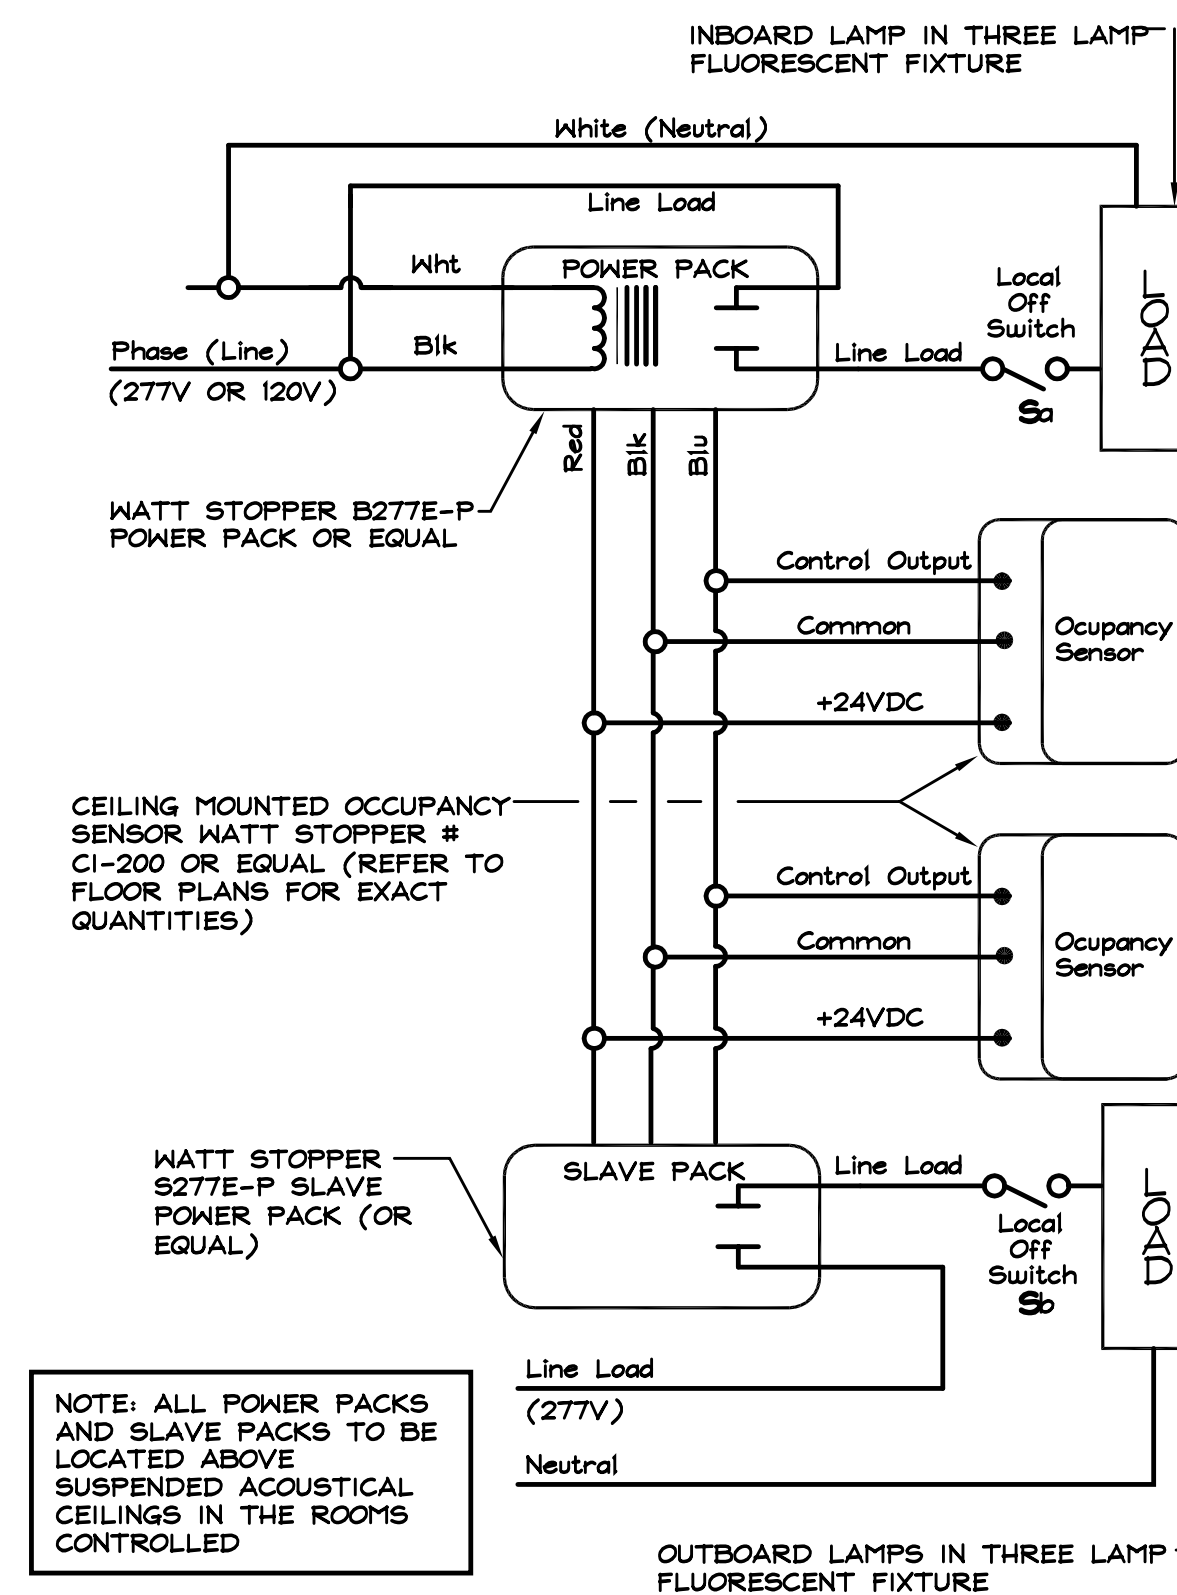 INBOARD LAMP IN THREE LAMP
FLUORESCENT FIXTURE
White (Neutral)
Line Load
Wht
POWER PACK
Local
Off
Switch
Sa
LOAD
Phase (Line)
(277V OR 120V)
Blk
Line Load
Red
Blk
Blu
WATT STOPPER B277E-P
POWER PACK OR EQUAL
Control Output
Common
+24VDC
Ocupancy
Sensor
CEILING MOUNTED OCCUPANCY
SENSOR WATT STOPPER #
CI-200 OR EQUAL (REFER TO
FLOOR PLANS FOR EXACT
QUANTITIES)
Control Output
Common
+24VDC
Ocupancy
Sensor
WATT STOPPER
S277E-P SLAVE
POWER PACK (OR
EQUAL)
SLAVE PACK
Line Load
Local
Off
Switch
Sb
LOAD
Line Load
(277V)
Neutral
NOTE: ALL POWER PACKS
AND SLAVE PACKS TO BE
LOCATED ABOVE
SUSPENDED ACOUSTICAL
CEILINGS IN THE ROOMS
CONTROLLED
OUTBOARD LAMPS IN THREE LAMP
FLUORESCENT FIXTURE